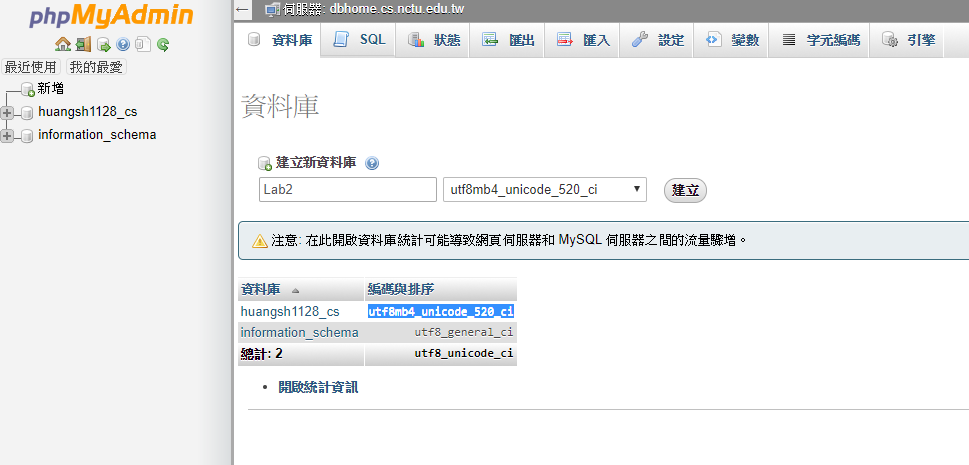 phpMyAdmin
最近使用 我的最愛
新增
huangsh1128_cs
information_schema
伺服器: dbhome.cs.nctu.edu.tw
資料庫 SQL 狀態 匯出 匯入 設定 變數 字元編碼 引擎
資料庫
建立新資料庫
Lab2 utf8mb4_unicode_520_ci 建立
注意: 在此開啟資料庫統計可能導致網頁伺服器和 MySQL 伺服器之間的流量驟增。
資料庫 編碼與排序
huangsh1128_cs utf8mb4_unicode_520_ci
information_schema utf8_general_ci
總計: 2 utf8_unicode_ci
開啟統計資訊